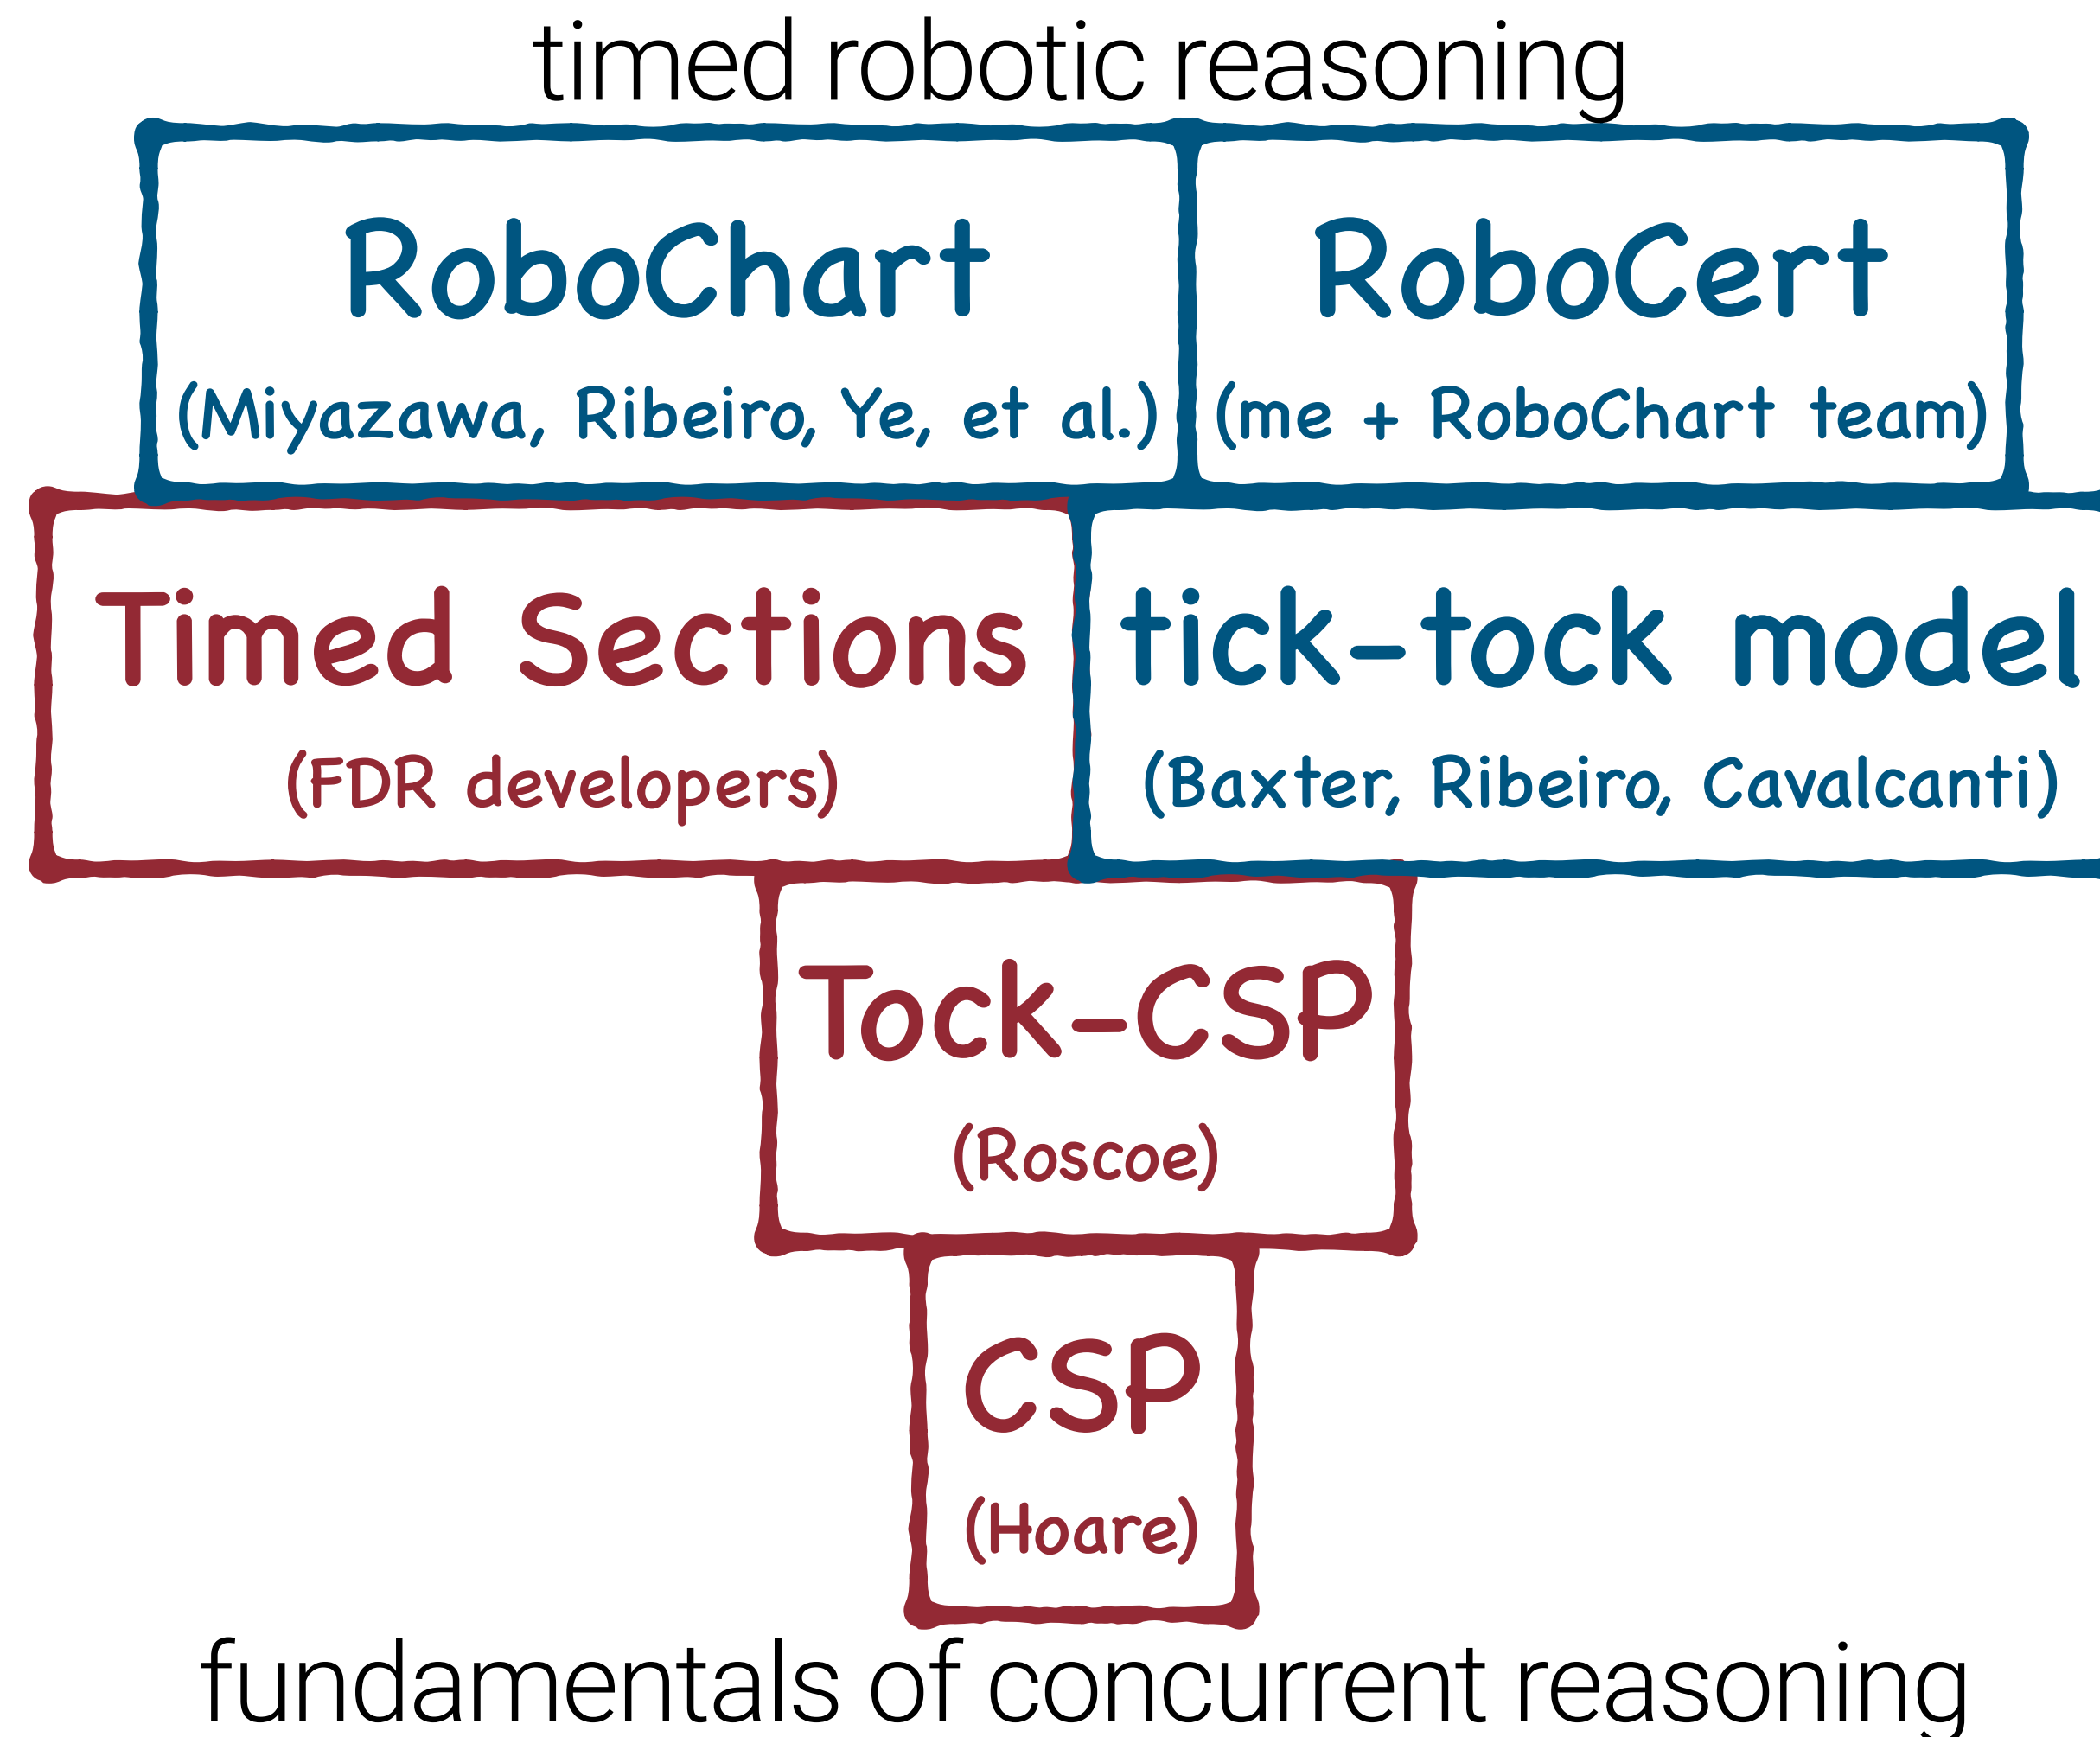 timed robotic reasoning
RoboChart
(Miyazawa, Ribeiro, Ye, et al.)
RoboCert
(me + RoboChart team)
Timed Sections
(FDR developers)
tick-tock model
(Baxter, Ribeiro, Cavalcanti)
Tock-CSP
(Roscoe)
CSP
(Hoare)
fundamentals of concurrent reasoning